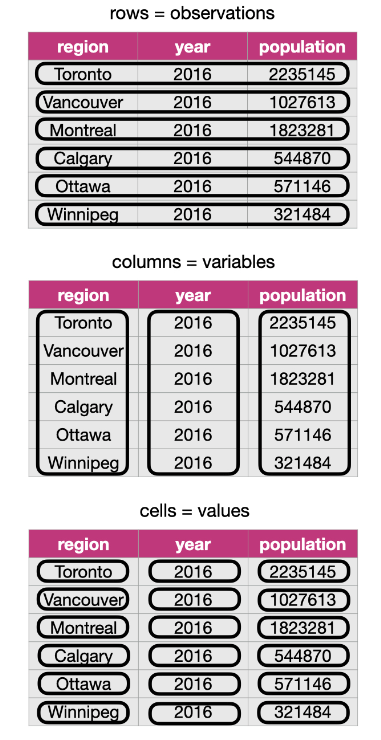 rows = observations
region year population
Toronto 2016 2235145
Vancouver 2016 1027613
Montreal 2016 1823281
Calgary 2016 544870
Ottawa 2016 571146
Winnipeg 2016 321484
columns = variables
region year population
Toronto 2016 2235145
Vancouver 2016 1027613
Montreal 2016 1823281
Calgary 2016 544870
Ottawa 2016 571146
Winnipeg 2016 321484
cells = values
region year population
Toronto 2016 2235145
Vancouver 2016 1027613
Montreal 2016 1823281
Calgary 2016 544870
Ottawa 2016 571146
Winnipeg 2016 321484